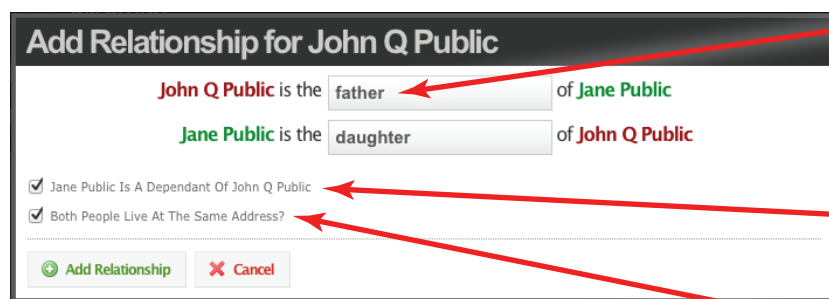 Add Relationship for John Q Public
John Q Public is the father of Jane Public
Jane Public is the daughter of John Q Public
Jane Public Is A Dependant Of John Q Public
Both People Live At The Same Address?
Add Relationship Cancel